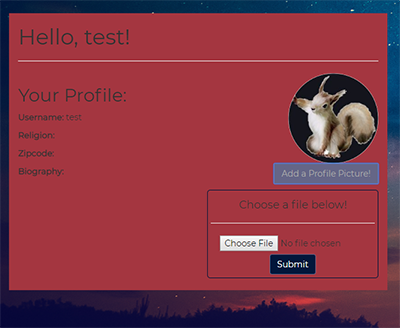 Hello, test!
Your Profile:
Username: test
Religion:
Zipcode:
Biography:
Add a Profile Picture!
Choose a file below!
Choose File No file chosen
Submit